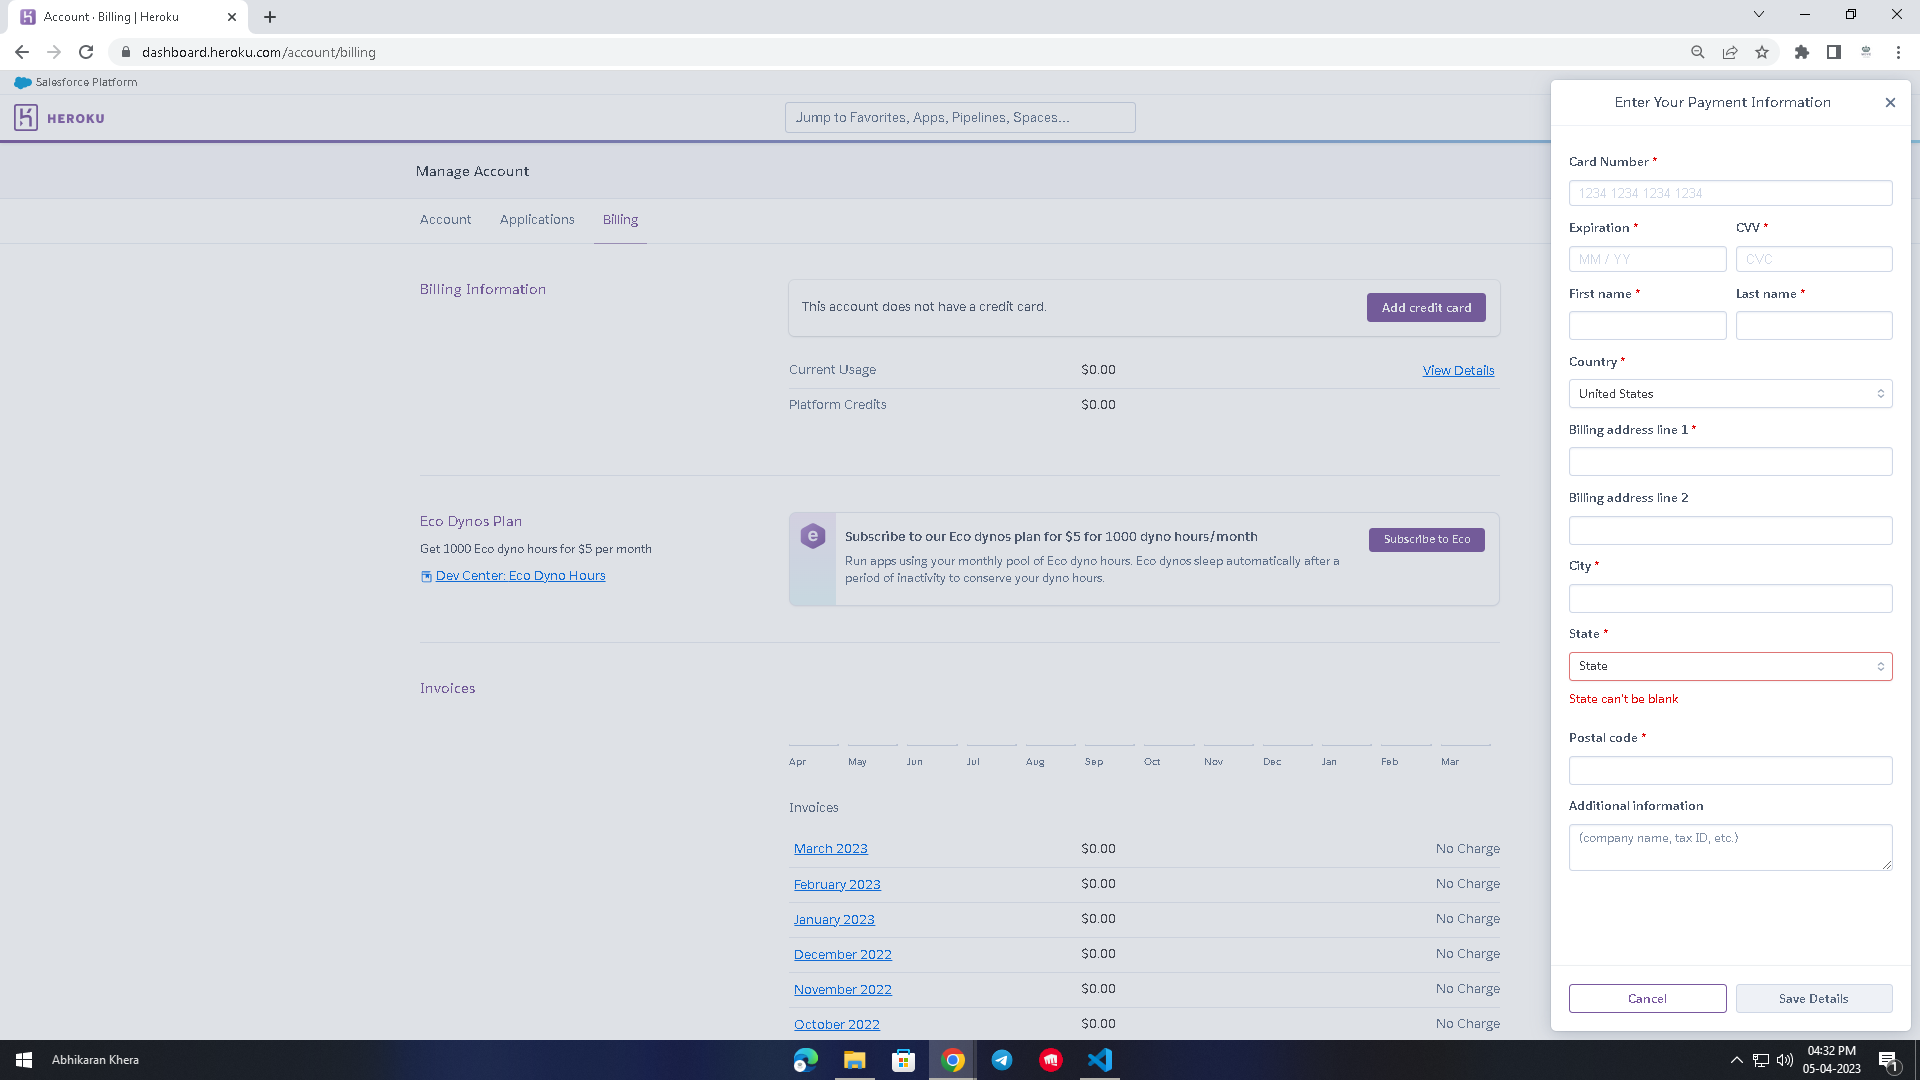 Account · Billing | Heroku
dashboard.heroku.com/account/billing
Salesforce Platform
HEROKU
Jump to Favorites, Apps, Pipelines, Spaces...
Manage Account
Account
Applications
Billing
Billing Information
This account does not have a credit card.
Add credit card
Current Usage
$0.00
View Details
Platform Credits
$0.00
Eco Dynos Plan
Get 1000 Eco dyno hours for $5 per month
Dev Center: Eco Dyno Hours
e
Subscribe to our Eco dynos plan for $5 for 1000 dyno hours/month
Run apps using your monthly pool of Eco dyno hours. Eco dynos sleep automatically after a
period of inactivity to conserve your dyno hours.
Subscribe to Eco
Invoices
Apr May Jun Jul Aug Sep Oct Nov Dec Jan Feb Mar
Invoices
March 2023 $0.00 No Charge
February 2023 $0.00 No Charge
January 2023 $0.00 No Charge
December 2022 $0.00 No Charge
November 2022 $0.00 No Charge
October 2022 $0.00 No Charge
Enter Your Payment Information
Card Number *
1234 1234 1234 1234
Expiration * CVV *
MM / YY CVC
First name * Last name *
Country *
United States
Billing address line 1 *
Billing address line 2
City *
State *
State
State can't be blank
Postal code *
Additional information
(company name, tax ID, etc.)
Cancel
Save Details
Abhikaran Khera
04:32 PM
05-04-2023
1